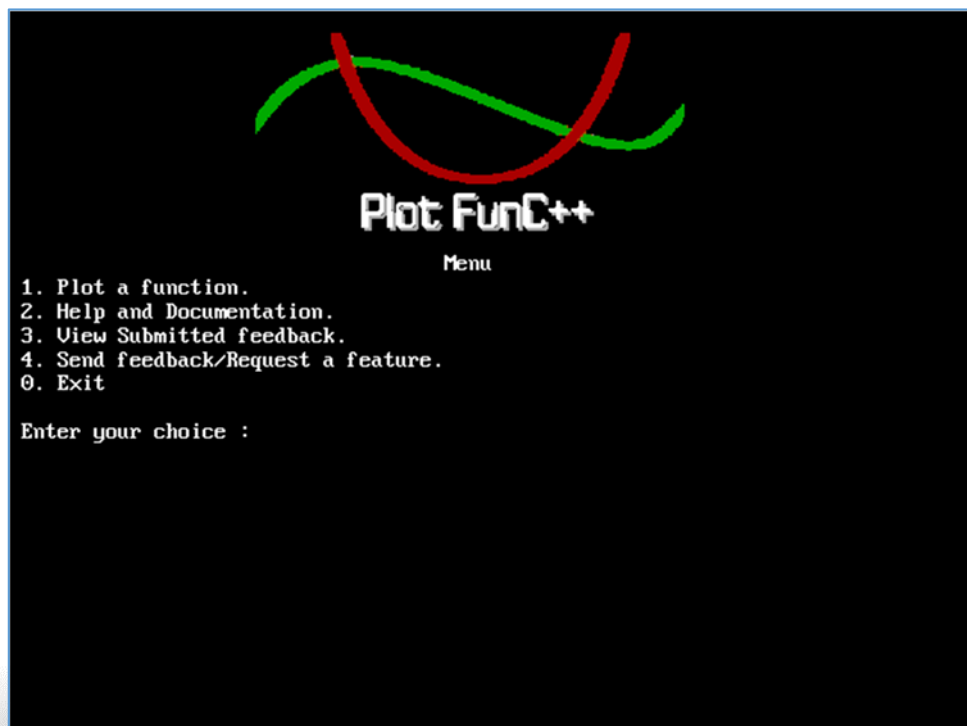 Plot FunC++
Menu
1. Plot a function.
2. Help and Documentation.
3. View Submitted feedback.
4. Send feedback/Request a feature.
0. Exit
Enter your choice :